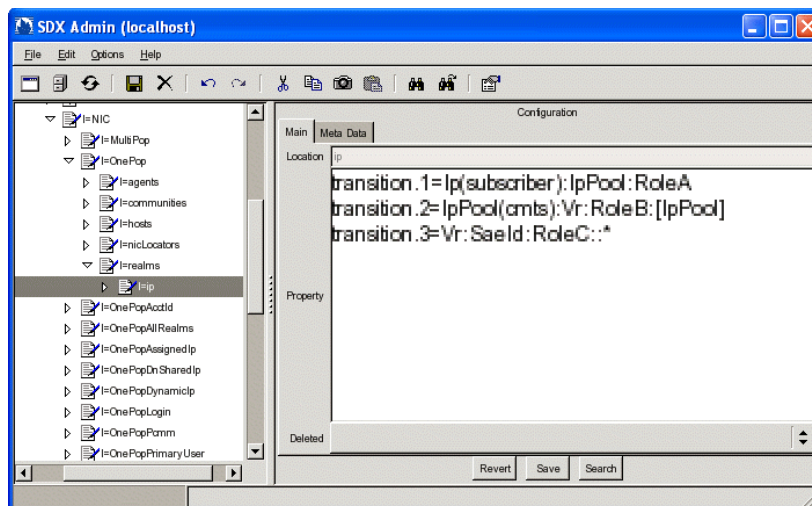 SDX Admin (localhost)
File Edit Options Help
l=NIC
l=MultiPop
l=OnePop
l=agents
l=communities
l=hosts
l=nicLocators
l=realms
l=ip
l=OnePopAcctId
l=OnePopAllRealms
l=OnePopAssignedIp
l=OnePopDnSharedIp
l=OnePopDynamicIp
l=OnePopLogin
l=OnePopPcmm
l=OnePopPrimaryUser
Configuration
Main Meta Data
Location ip
Property
transition.1=Ip(subscriber):IpPool:RoleA
transition.2=IpPool(cmts):Vr:RoleB:[IpPool]
transition.3=Vr:SaeId:RoleC::*
Deleted
Revert Save Search